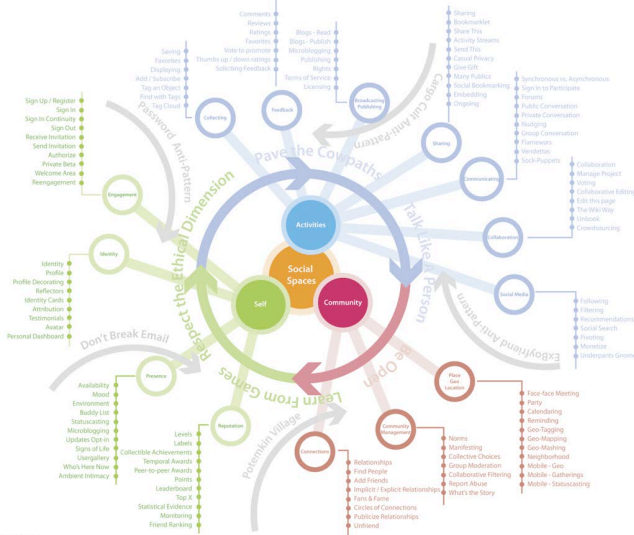 Comments
Reviews
Ratings
Favorites
Vote to promote
Thumbs up / down ratings
Soliciting Feedback
Blogs - Read
Blogs - Publish
Microblogging
Publishing
Rights
Terms of Service
Licensing
Sharing
Bookmarklet
Share This
Activity Streams
Send This
Casual Privacy
Give Gift
Many Publics
Social Bookmarking
Embedding
Ongoing
Saving
Favorites
Displaying
Add / Subscribe
Tag an Object
Find with Tags
Tag Cloud
Synchronous vs. Asynchronous
Sign In to Participate
Forums
Public Conversation
Private Conversation
Nudging
Group Conversation
Flamewars
Vendettas
Sock-Puppets
Sign Up / Register
Sign In
Sign in Continuity
Sign Out
Receive Invitation
Send Invitation
Authorize
Private Beta
Welcome Area
Reengagement
Collaboration
Manage Project
Voting
Collaborative Editing
Edit this page
The Wiki Way
Unbook
Crowdsourcing
Password Anti-Pattern
Cargo Cult Anti-Pattern
Collecting
Feedback
Broadcasting
Publishing
Sharing
Communicating
Collaboration
Social Media
Engagement
Identity
Pave the Cowpaths
Talk Like a Person
Respect the Ethical Dimension
Activities
Social
Spaces
Self
Community
Identity
Profile
Profile Decorating
Reflectors
Identity Cards
Attribution
Testimonials
Avatar
Personal Dashboard
Following
Filtering
Recommendations
Social Search
Pivoting
Monetize
Underpants Gnome
ExBoyfriend Anti-Pattern
Don't Break Email
Learn From Games
Be Open
Potemkin Village
Presence
Reputation
Connections
Community
Management
Place
Geo
Location
Availability
Mood
Environment
Buddy List
Statuscasting
Microblogging
Updates Opt-in
Signs of Life
Usergallery
Who's Here Now
Ambient Intimacy
Levels
Labels
Collectible Achievements
Temporal Awards
Peer-to-peer Awards
Points
Leaderboard
Top X
Statistical Evidence
Monitoring
Friend Ranking
Relationships
Find People
Add Friends
Implicit / Explicit Relationships
Fans & Fame
Circles of Connections
Publicize Relationships
Unfriend
Norms
Manifesting
Collective Choices
Group Moderation
Collaborative Filtering
Report Abuse
What's the Story
Face-face Meeting
Party
Calendaring
Reminding
Geo-Tagging
Geo-Mapping
Geo-Mashing
Neighborhood
Mobile - Geo
Mobile - Gatherings
Mobile - Statuscasting